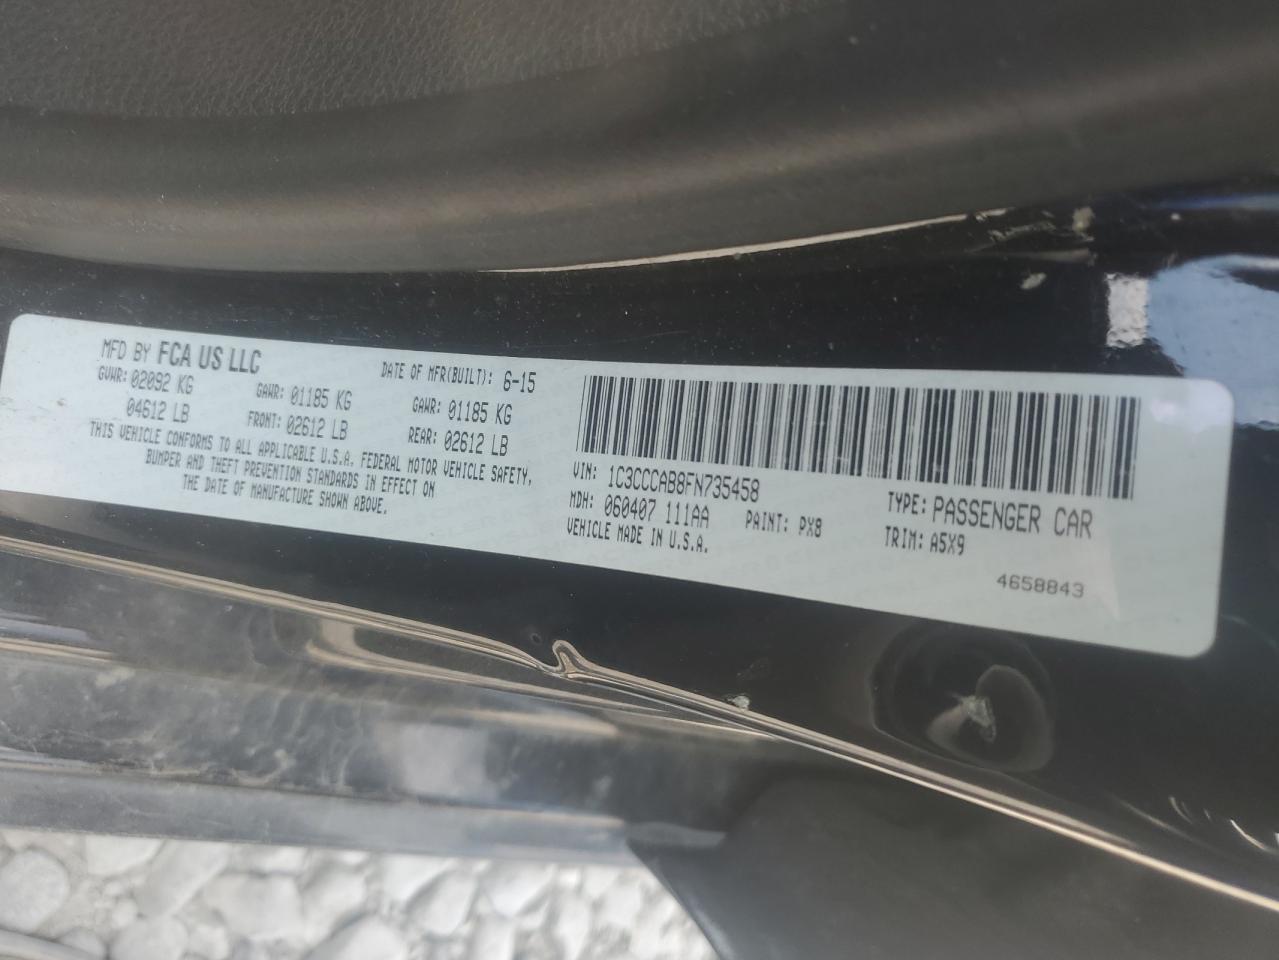 MFD BY FCA US LLC
DATE OF MFR(BUILT): 6-15
GVWR: 02092 KG
04612 LB
GAWR: 01185 KG
FRONT: 02612 LB
GAWR: 01185 KG
REAR: 02612 LB
THIS VEHICLE CONFORMS TO ALL APPLICABLE U.S.A. FEDERAL MOTOR VEHICLE SAFETY,
BUMPER AND THEFT PREVENTION STANDARDS IN EFFECT ON
THE DATE OF MANUFACTURE SHOWN ABOVE.
VIN: 1C3CCCAB8FN735458
TYPE: PASSENGER CAR
MDH: 060407 111AA
PAINT: PX8
TRIM: A5X9
VEHICLE MADE IN U.S.A.
4658843